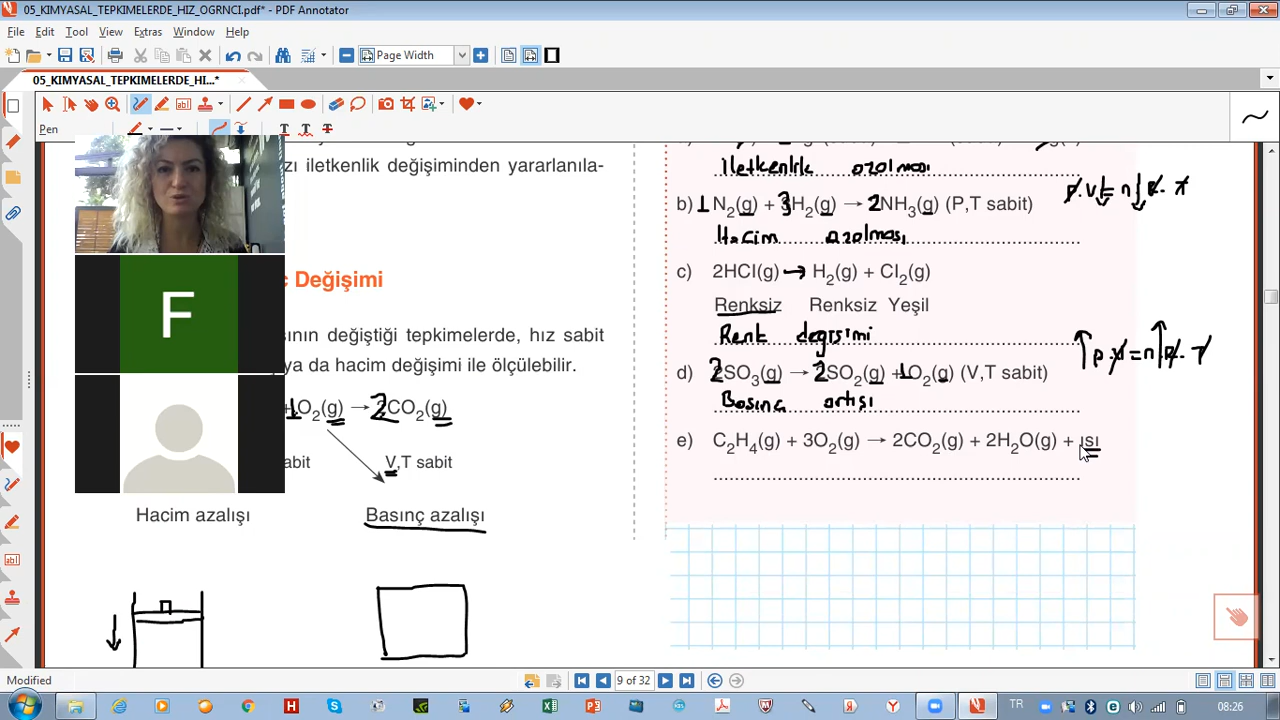 05_KIMYASAL_TEPKIMELERDE_HIZ_OGRNCI.pdf* - PDF Annotator
File Edit Tool View Extras Window Help
Page Width
05_KIMYASAL_TEPKIMELERDE_HI...*
Pen
zı iletkenlik değişiminden yararlanıla-
Değişimi
sının değiştiği tepkimelerde, hız sabit
ya da hacim değişimi ile ölçülebilir.
+1O2(g) → 2CO2(g)
abit V,T sabit
Hacim azalışı Basınç azalışı
F
İletkenlik azalması
b) 1N2(g) + 3H2(g) → 2NH3(g) (P,T sabit)
P.V = n.R.T
Hacim azalması
c) 2HCl(g) → H2(g) + Cl2(g)
Renksiz Renksiz Yeşil
Renk değişimi
P.V = n.R.T
d) 2SO3(g) → 2SO2(g) + 1O2(g) (V,T sabit)
Basınç artışı
e) C2H4(g) + 3O2(g) → 2CO2(g) + 2H2O(g) + ısı
Modified
9 of 32
TR
08:26